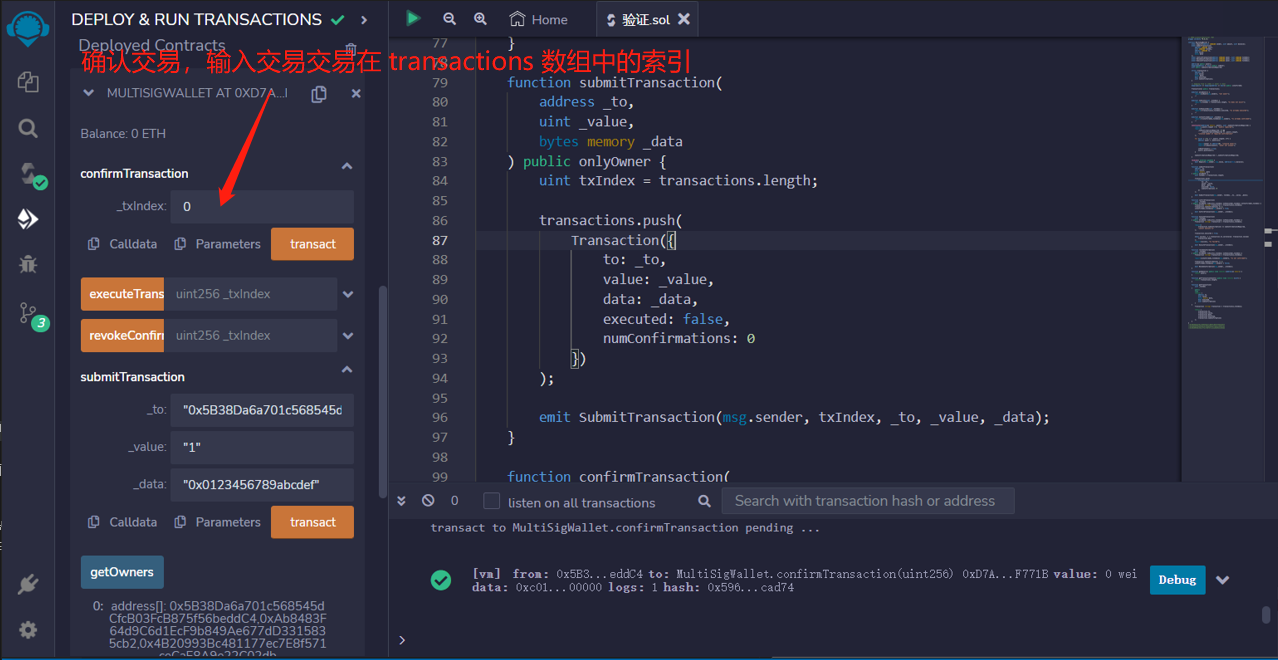 DEPLOY & RUN TRANSACTIONS
Deployed Contracts
确认交易，输入交易交易在 transactions 数组中的索引
MULTISIGWALLET AT 0XD7A...
Balance: 0 ETH
confirmTransaction
_txIndex: 0
Calldata Parameters transact
executeTrans uint256 _txIndex
revokeConfir uint256 _txIndex
submitTransaction
_to: "0x5B38Da6a701c568545d
_value: "1"
_data: "0x0123456789abcdef"
Calldata Parameters transact
getOwners
0: address[]: 0x5B38Da6a701c568545d
CfcB03FcB875f56beddC4,0xAb8483F
64d9C6d1EcF9b849Ae677dD331583
5cb2,0x4B20993Bc481177ec7E8f571
ceCaE8A9e22C02db
3
Home
验证.sol
77 }
79 function submitTransaction(
80 address _to,
81 uint _value,
82 bytes memory _data
83 ) public onlyOwner {
84 uint txIndex = transactions.length;
85
86 transactions.push(
87 Transaction({
88 to: _to,
89 value: _value,
90 data: _data,
91 executed: false,
92 numConfirmations: 0
93 })
94 );
95
96 emit SubmitTransaction(msg.sender, txIndex, _to, _value, _data);
97 }
98
99 function confirmTransaction(
0 listen on all transactions Search with transaction hash or address
transact to MultiSigWallet.confirmTransaction pending ...
[vm] from: 0x5B3...eddC4 to: MultiSigWallet.confirmTransaction(uint256) 0xD7A...F771B value: 0 wei
data: 0xc01...00000 logs: 1 hash: 0x596...cad74
Debug
>